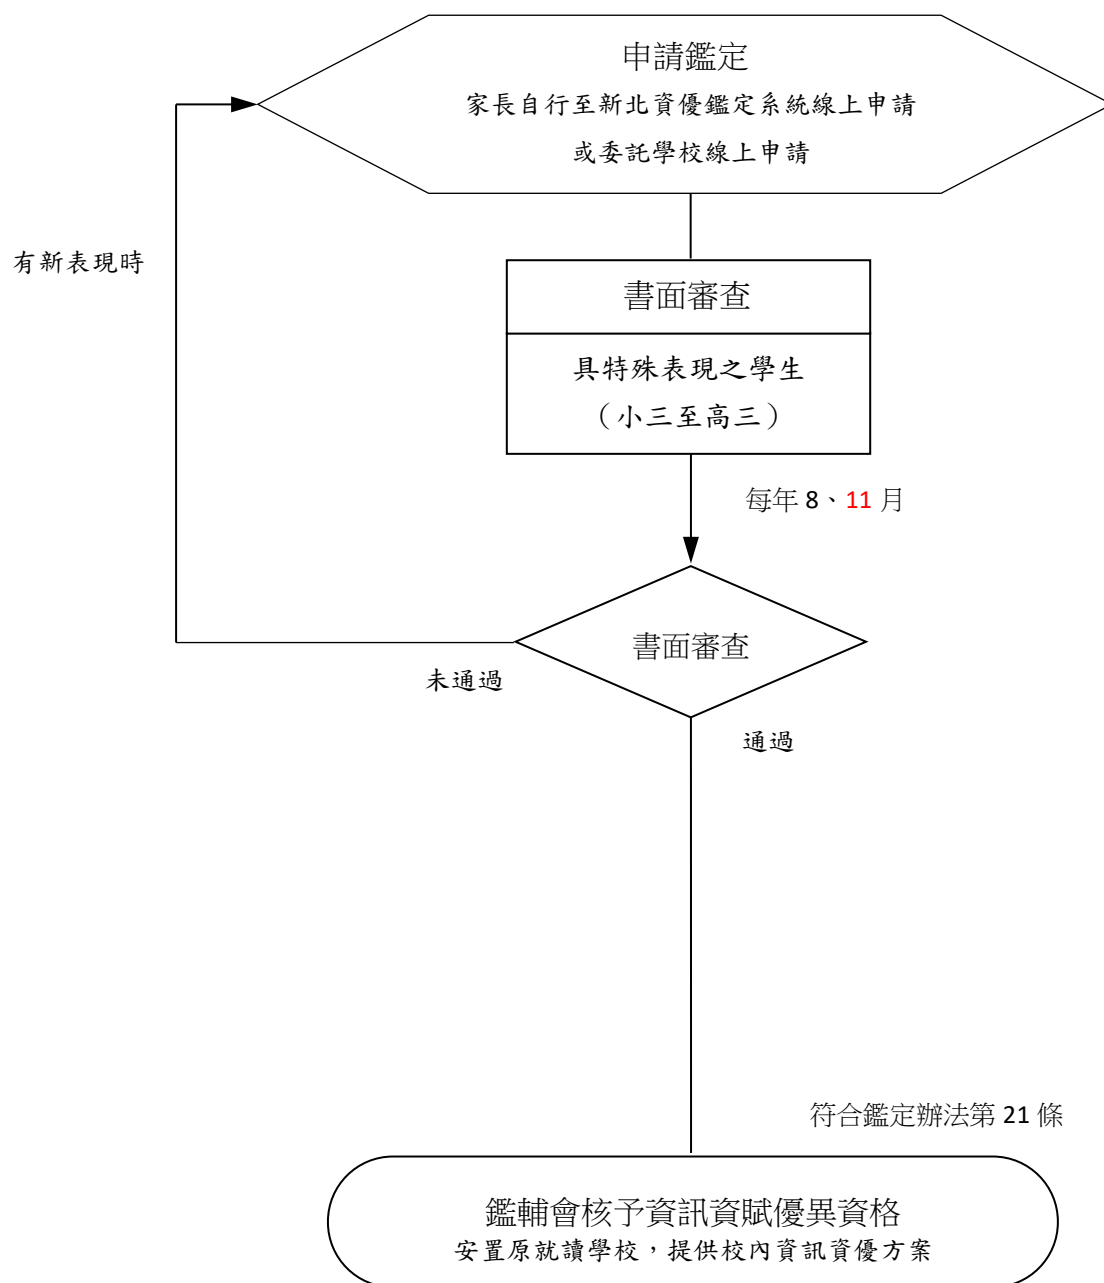 申請鑑定
家長自行至新北資優鑑定系統線上申請
或委託學校線上申請
有新表現時
書面審查
具特殊表現之學生
（小三至高三）
每年 8、11 月
書面審查
未通過
通過
符合鑑定辦法第 21 條
鑑輔會核予資訊資賦優異資格
安置原就讀學校，提供校內資訊資優方案